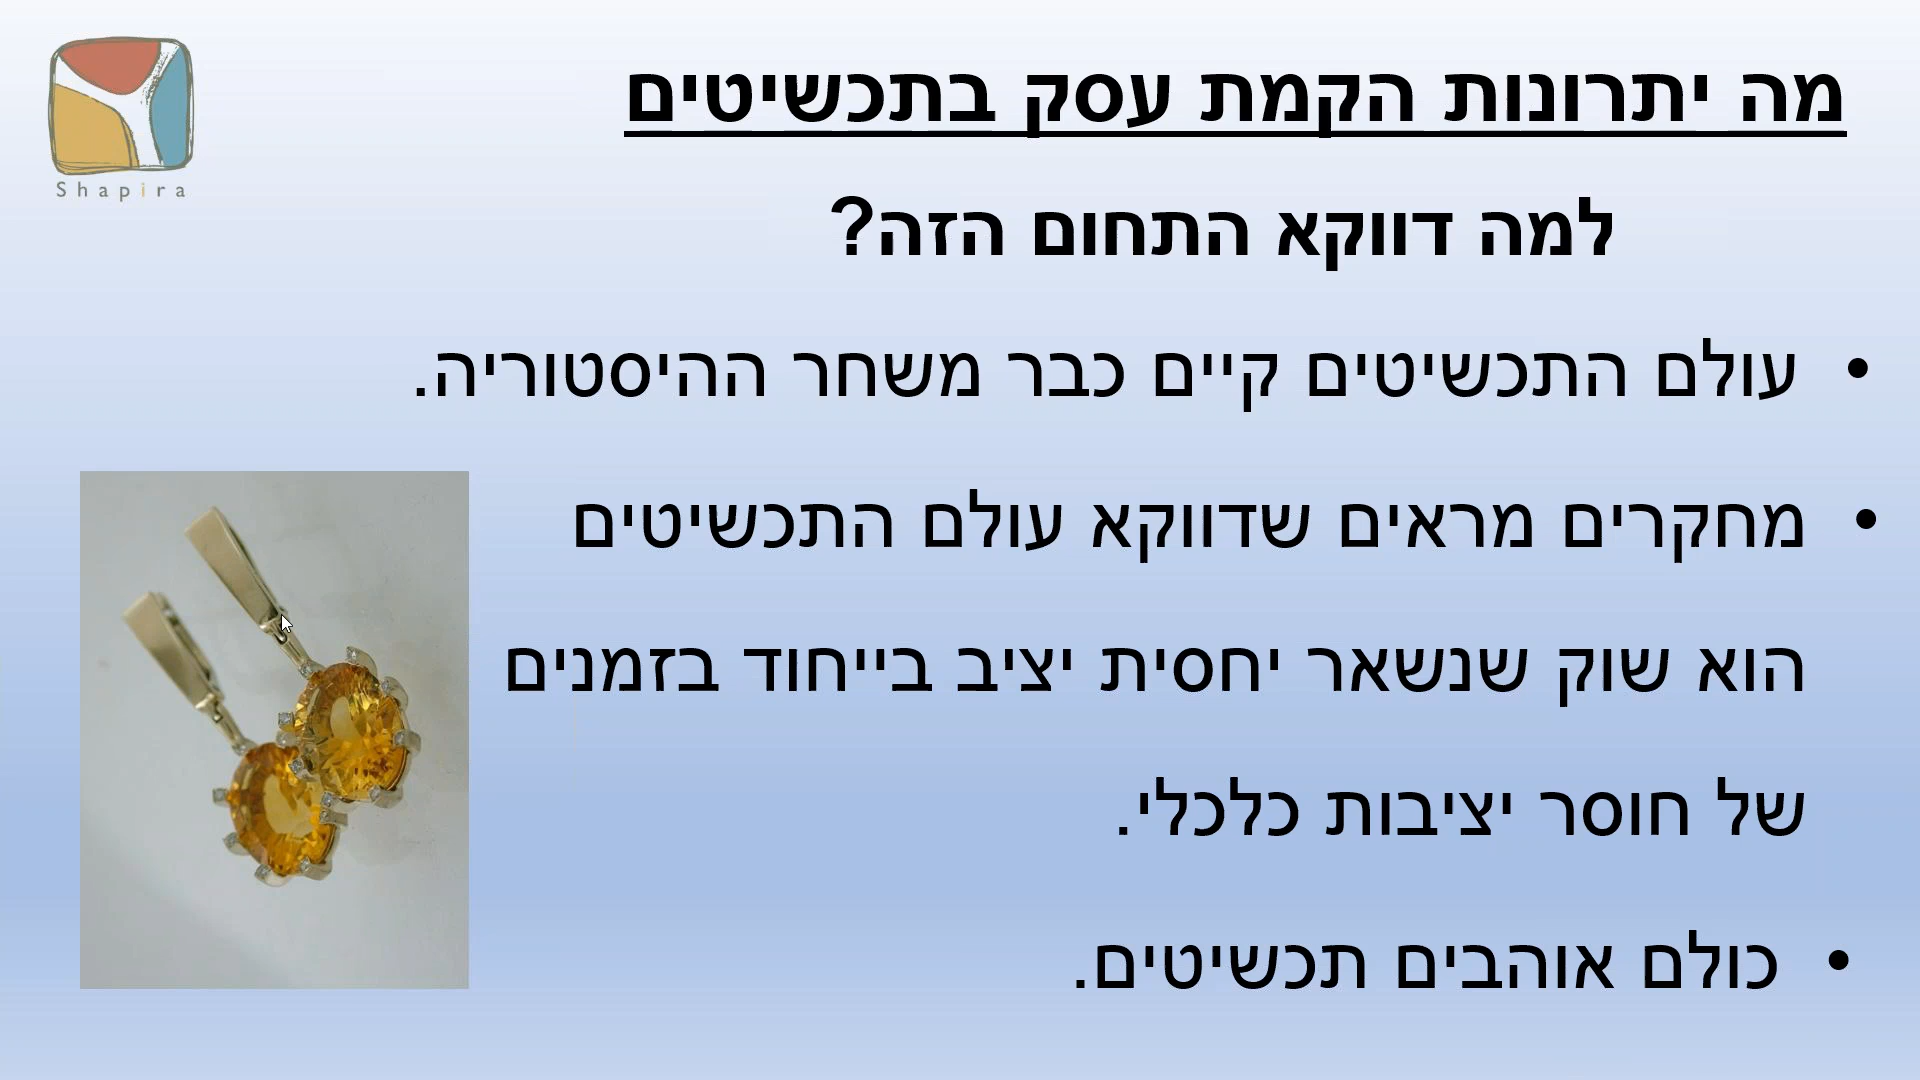 Shapira
מה יתרונות הקמת עסק בתכשיטים
למה דווקא התחום הזה?
• עולם התכשיטים קיים כבר משחר ההיסטוריה.
• מחקרים מראים שדווקא עולם התכשיטים
הוא שוק שנשאר יחסית יציב בייחוד בזמנים
של חוסר יציבות כלכלי.
• כולם אוהבים תכשיטים.